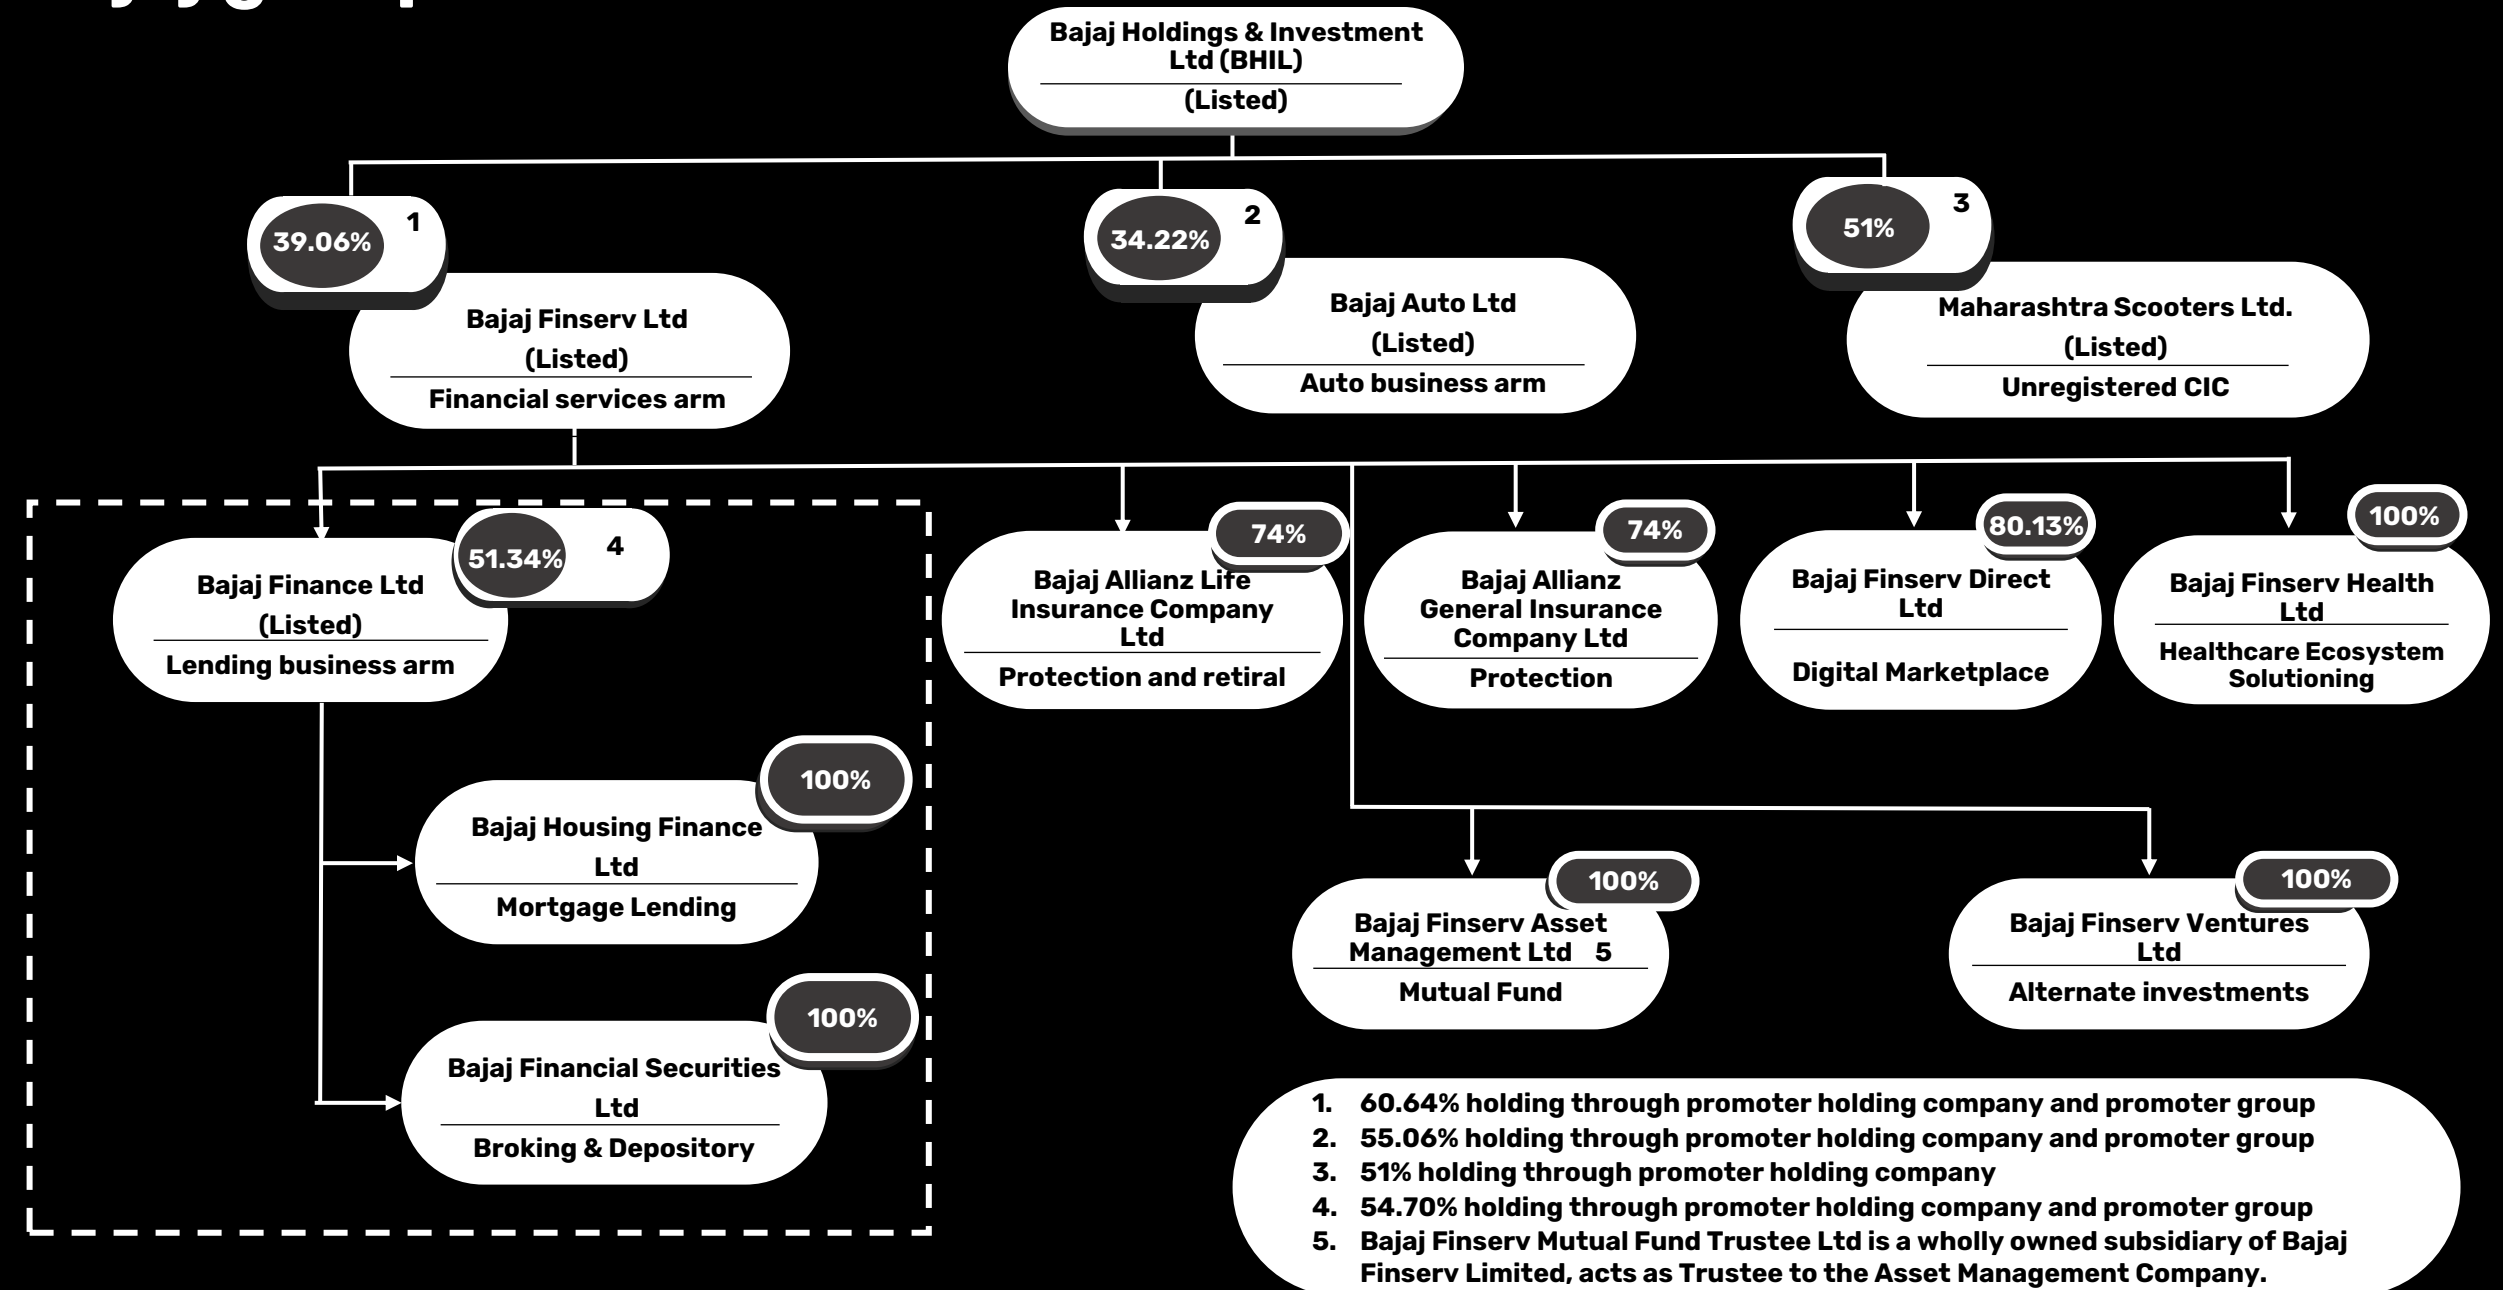 Bajaj Holdings & Investment
Ltd (BHIL)
(Listed)
39.06%
1
Bajaj Finserv Ltd
(Listed)
Financial services arm
34.22%
2
Bajaj Auto Ltd
(Listed)
Auto business arm
51%
3
Maharashtra Scooters Ltd.
(Listed)
Unregistered CIC
51.34%
4
Bajaj Finance Ltd
(Listed)
Lending business arm
74%
Bajaj Allianz Life
Insurance Company
Ltd
Protection and retiral
74%
Bajaj Allianz
General Insurance
Company Ltd
Protection
80.13%
Bajaj Finserv Direct
Ltd
Digital Marketplace
100%
Bajaj Finserv Health
Ltd
Healthcare Ecosystem
Solutioning
100%
Bajaj Housing Finance
Ltd
Mortgage Lending
100%
Bajaj Financial Securities
Ltd
Broking & Depository
100%
Bajaj Finserv Asset
Management Ltd 5
Mutual Fund
100%
Bajaj Finserv Ventures
Ltd
Alternate investments
1. 60.64% holding through promoter holding company and promoter group
2. 55.06% holding through promoter holding company and promoter group
3. 51% holding through promoter holding company
4. 54.70% holding through promoter holding company and promoter group
5. Bajaj Finserv Mutual Fund Trustee Ltd is a wholly owned subsidiary of Bajaj
Finserv Limited, acts as Trustee to the Asset Management Company.